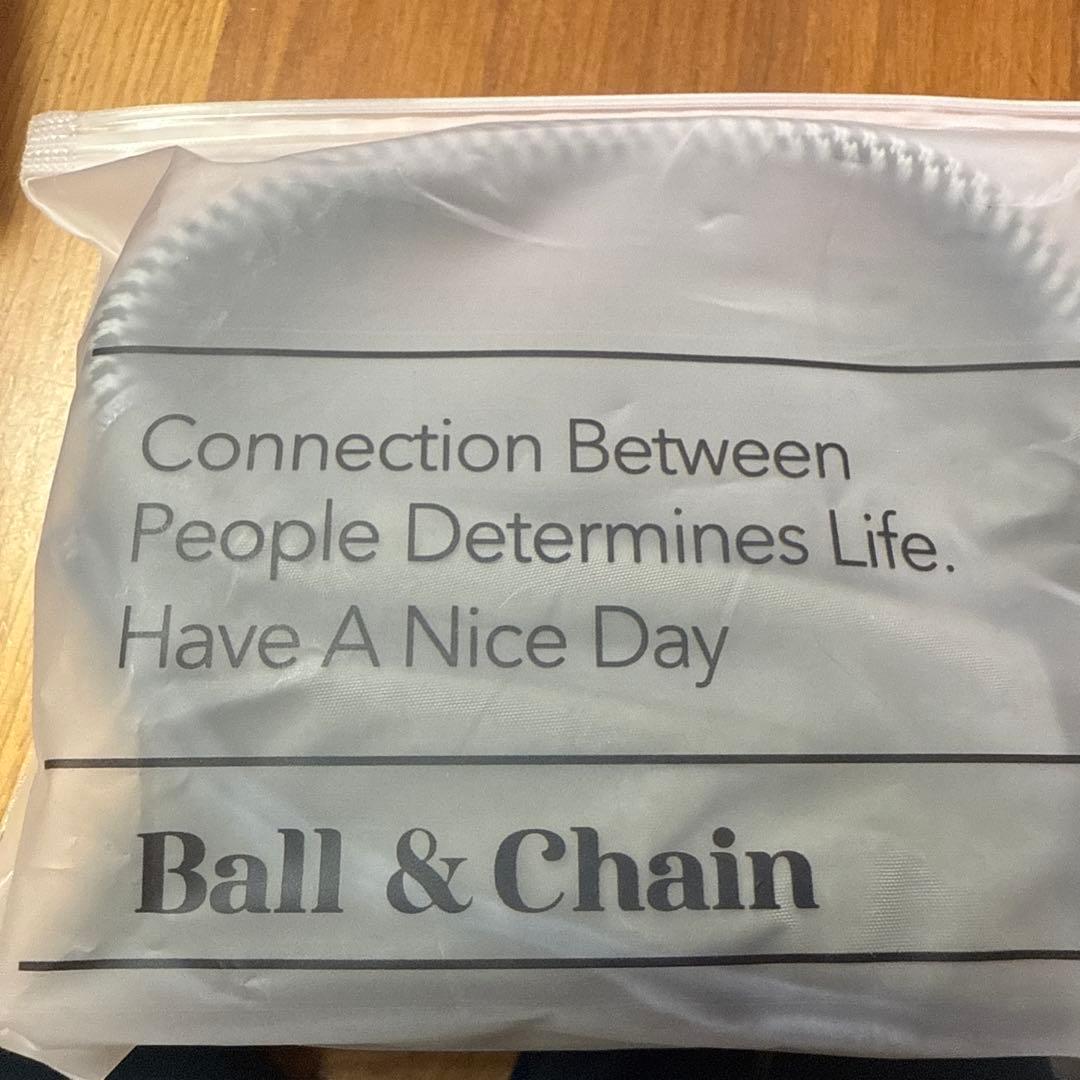 Connection Between
People Determines Life.
Have A Nice Day
Ball & Chain